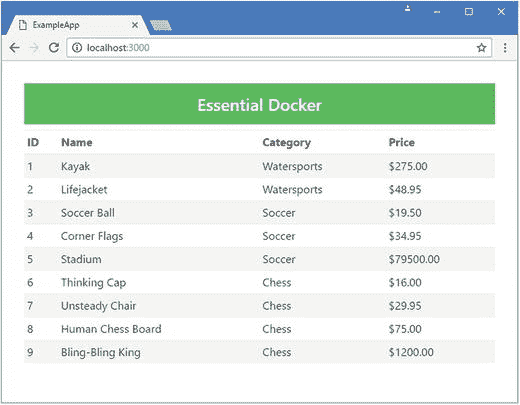 ExampleApp
localhost:3000
Essential Docker
ID Name Category Price
1 Kayak Watersports $275.00
2 Lifejacket Watersports $48.95
3 Soccer Ball Soccer $19.50
4 Corner Flags Soccer $34.95
5 Stadium Soccer $79500.00
6 Thinking Cap Chess $16.00
7 Unsteady Chair Chess $29.95
8 Human Chess Board Chess $75.00
9 Bling-Bling King Chess $1200.00